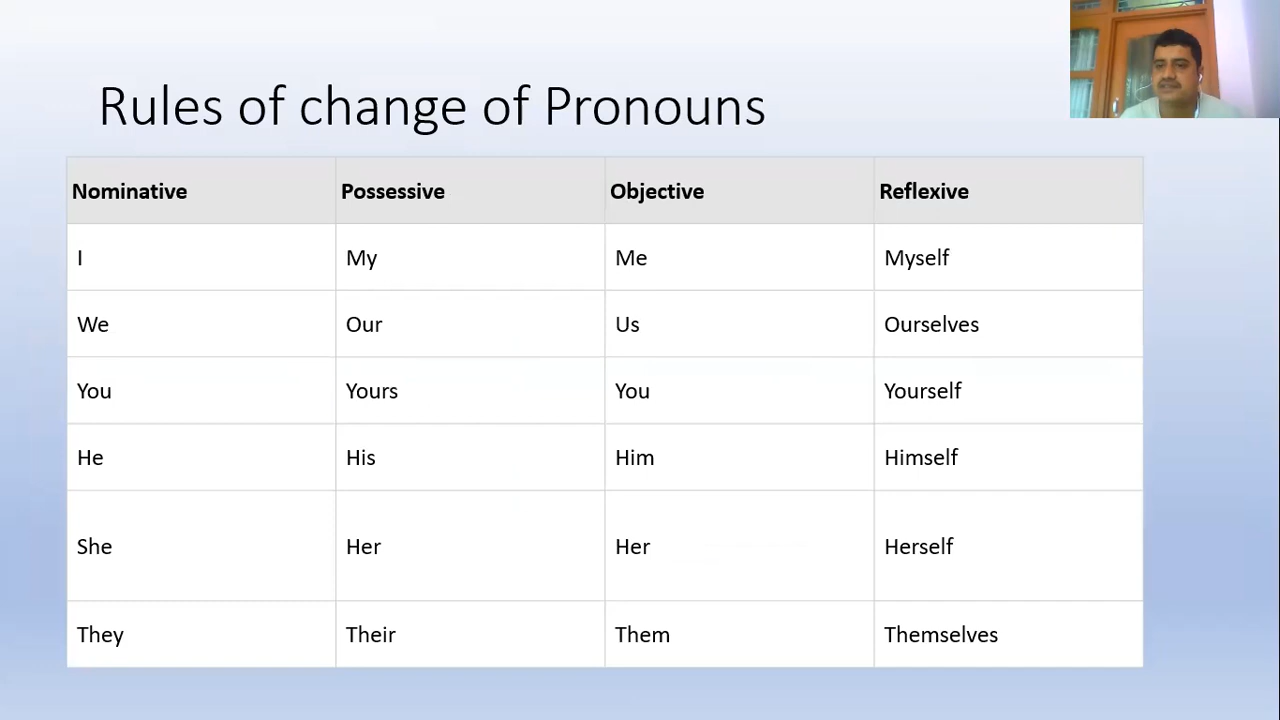 Rules of change of Pronouns
Nominative Possessive Objective Reflexive
I My Me Myself
We Our Us Ourselves
You Yours You Yourself
He His Him Himself
She Her Her Herself
They Their Them Themselves